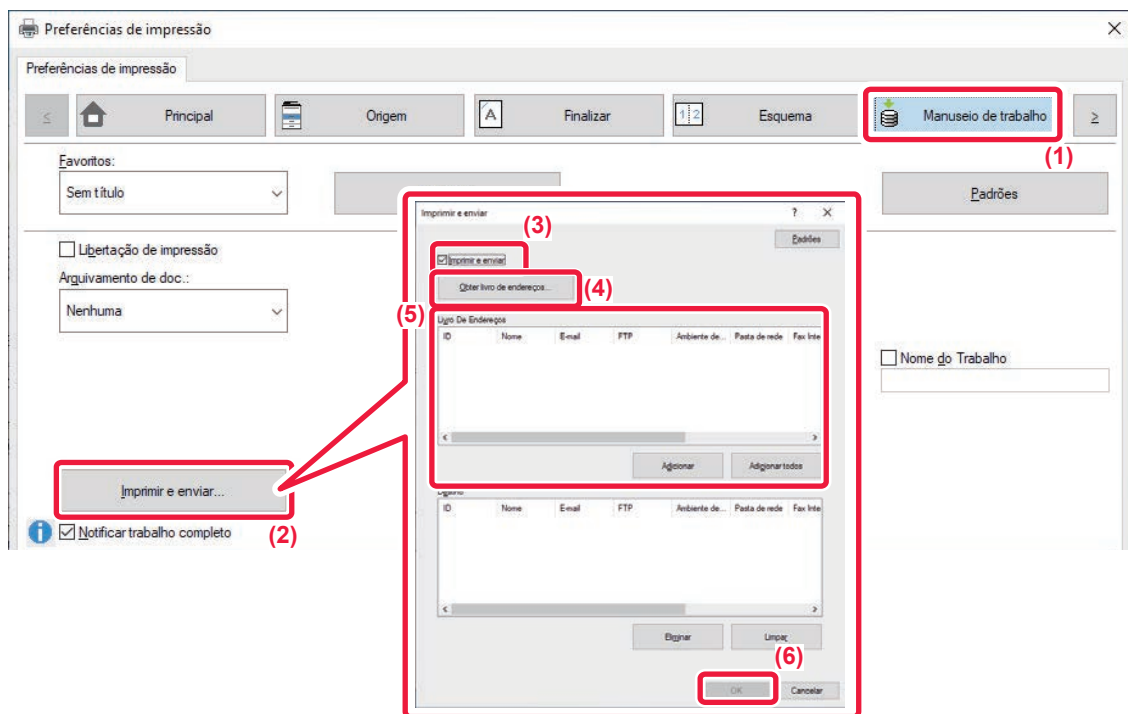 Preferências de impressão
Preferências de impressão
Principal
Origem
Finalizar
Esquema
Manuseio de trabalho
(1)
Favoritos:
Sem título
Padrões
Libertação de impressão
Arquivamento de doc.:
Nenhuma
Imprimir e enviar
(3)
Padrões
Imprimir e enviar
Obter livro de endereços...
(4)
(5)
Livro De Endereços
ID Nome E-mail FTP Ambiente de... Pasta de rede Fax Inte
Nome do Trabalho
Adicionar Adicionar todos
Imprimir e enviar...
(2)
Notificar trabalho completo
ID Nome E-mail FTP Ambiente de... Pasta de rede Fax Inte
Eliminar Limpar
(6)
OK Cancelar